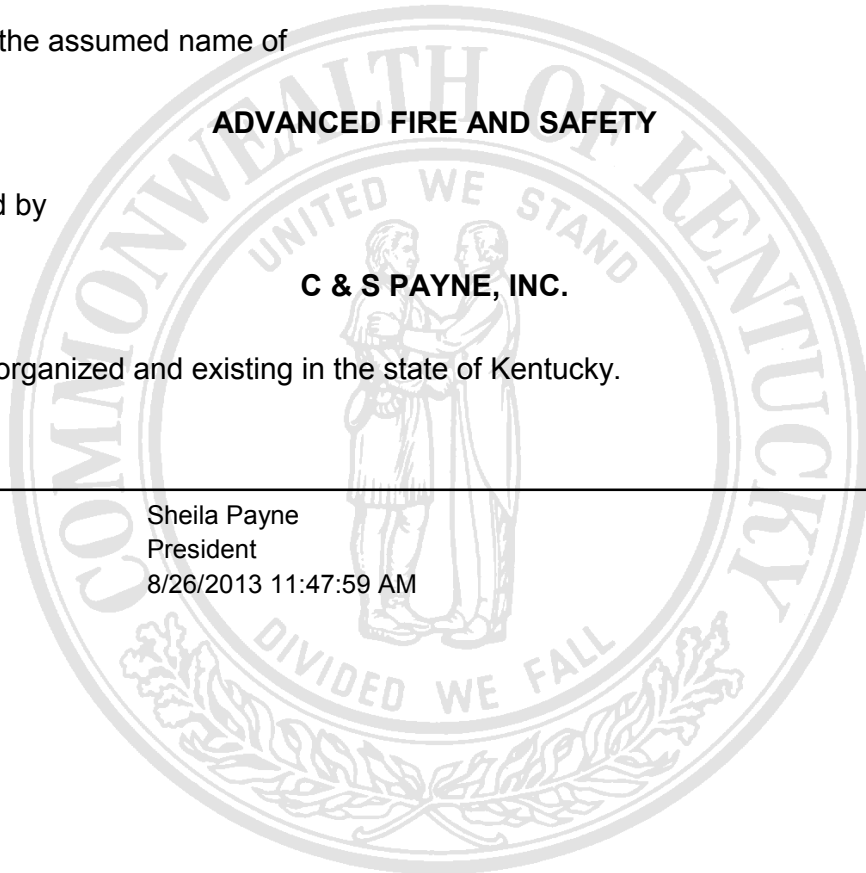 the assumed name of
ADVANCED FIRE AND SAFETY
d by
C & S PAYNE, INC.
organized and existing in the state of Kentucky.
Sheila Payne
President
8/26/2013 11:47:59 AM
COMMONWEALTH OF KENTUCKY
UNITED WE STAND
DIVIDED WE FALL